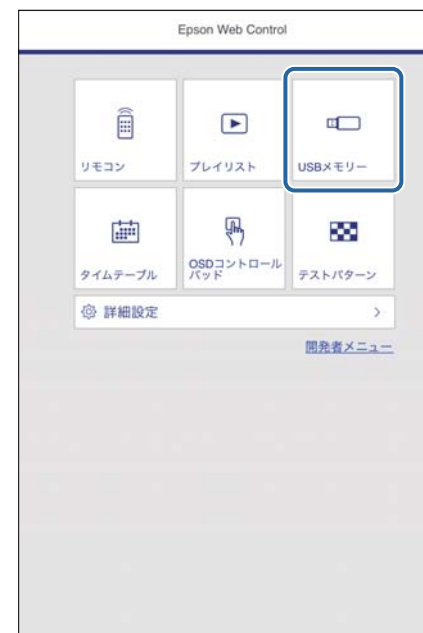 Epson Web Control
リモコン
プレイリスト
USBメモリー
タイムテーブル
OSDコントロール
パッド
テストパターン
詳細設定
開発者メニュー